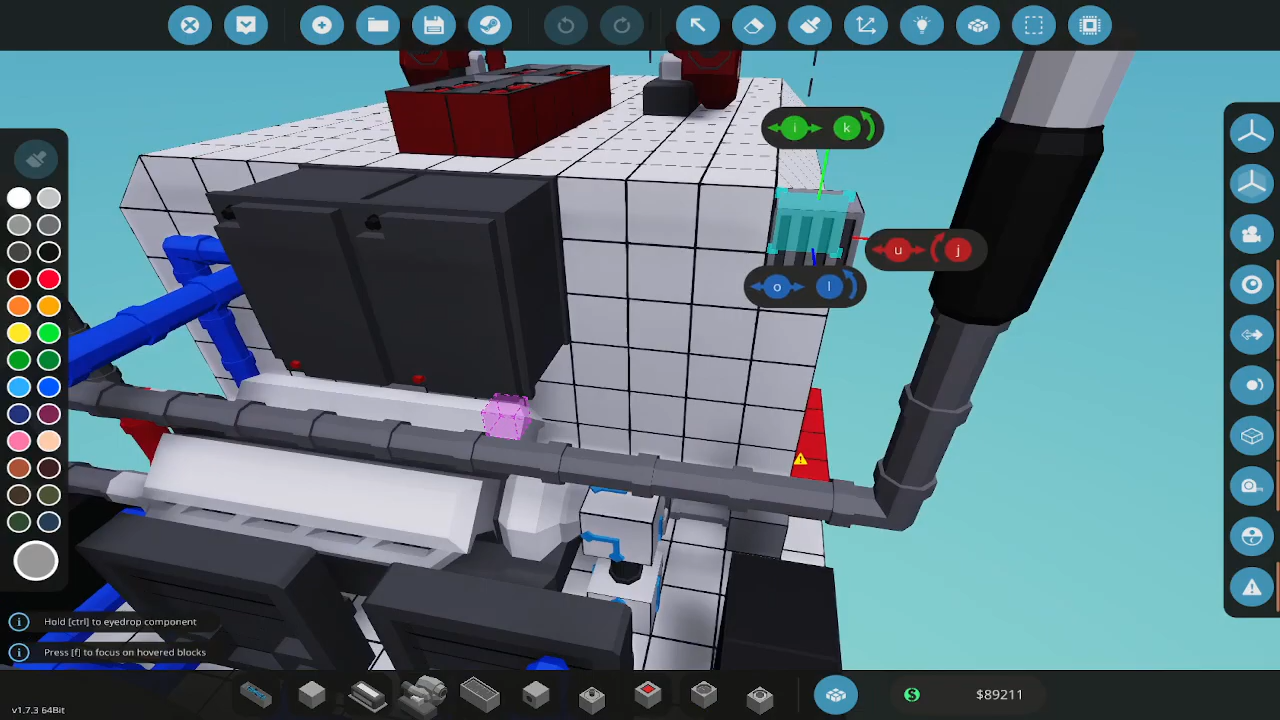 i k
u j
o l
Hold [ctrl] to eyedrop component
Press [f] to focus on hovered blocks
v1.7.3 64Bit
$ $89211